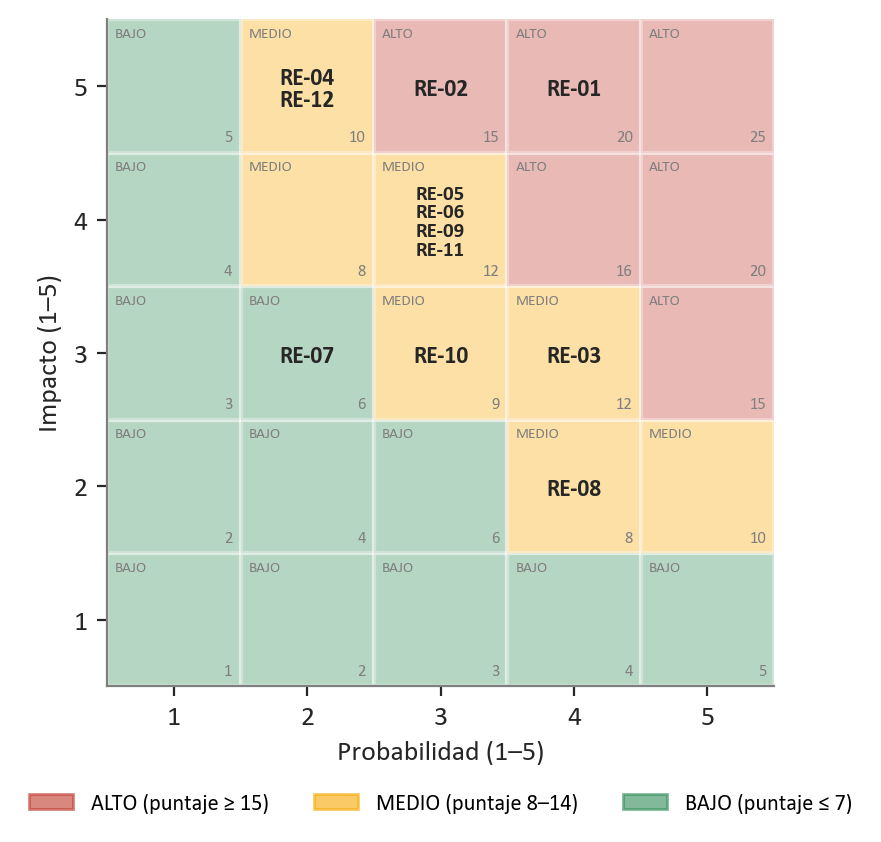 BAJO MEDIO ALTO ALTO ALTO
RE-04
RE-12
RE-02
RE-01
5
5 10 15 20 25
BAJO MEDIO MEDIO ALTO ALTO
RE-05
RE-06
RE-09
RE-11
4
4 8 12 16 20
BAJO BAJO MEDIO MEDIO ALTO
RE-07
RE-10
RE-03
3
3 6 9 12 15
BAJO BAJO BAJO MEDIO MEDIO
RE-08
2
2 4 6 8 10
BAJO BAJO BAJO BAJO BAJO
1
1 2 3 4 5
Impacto (1–5)
1 2 3 4 5
Probabilidad (1–5)
ALTO (puntaje ≥ 15)
MEDIO (puntaje 8–14)
BAJO (puntaje ≤ 7)